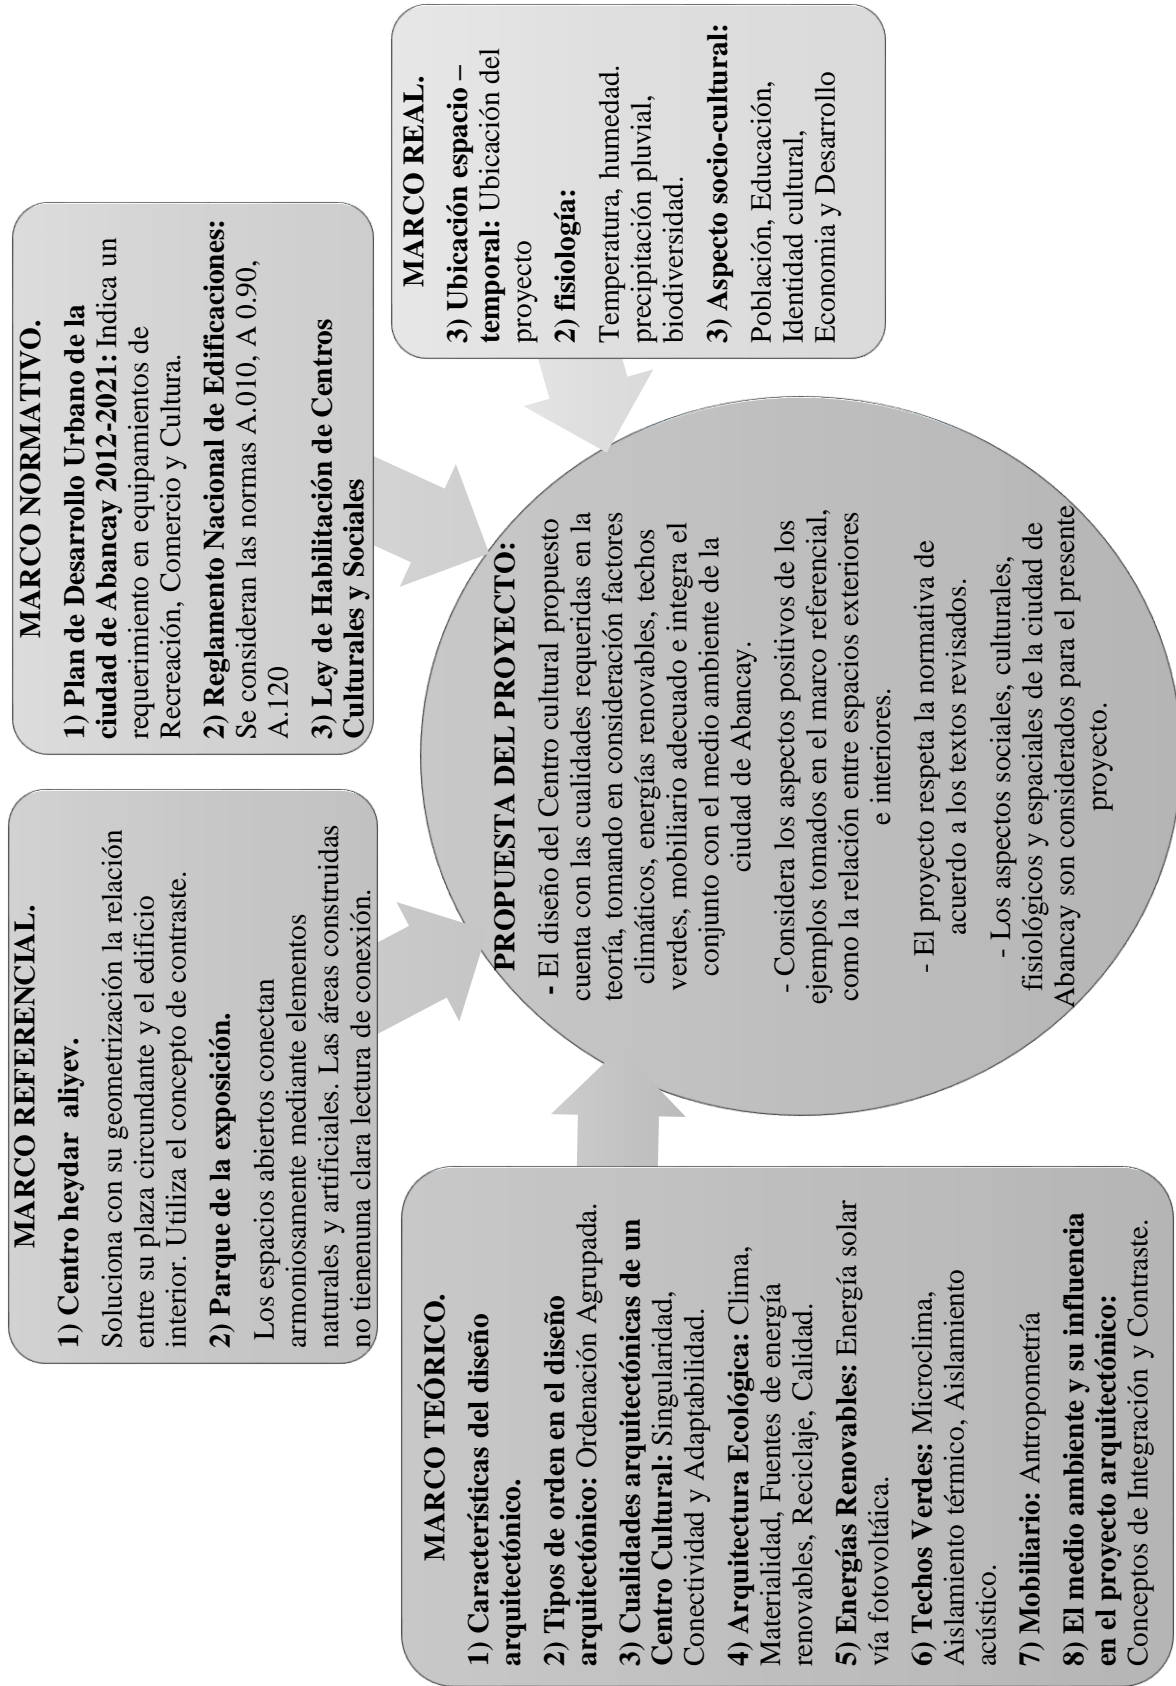 MARCO TEÓRICO.
1) Características del diseño
arquitectónico.
2) Tipos de orden en el diseño
arquitectónico: Ordenación Agrupada.
3) Cualidades arquitectónicas de un
Centro Cultural: Singularidad,
Conectividad y Adaptabilidad.
4) Arquitectura Ecológica: Clima,
Materialidad, Fuentes de energía
renovables, Reciclaje, Calidad.
5) Energías Renovables: Energía solar
vía fotovoltáica.
6) Techos Verdes: Microclima,
Aislamiento térmico, Aislamiento
acústico.
7) Mobiliario: Antropometría
8) El medio ambiente y su influencia
en el proyecto arquitectónico:
Conceptos de Integración y Contraste.
MARCO REFERENCIAL.
1) Centro heydar aliyev.
Soluciona con su geometrización la relación
entre su plaza circundante y el edificio
interior. Utiliza el concepto de contraste.
2) Parque de la exposición.
Los espacios abiertos conectan
armoniosamente mediante elementos
naturales y artificiales. Las áreas construidas
no tienenuna clara lectura de conexión.
MARCO NORMATIVO.
1) Plan de Desarrollo Urbano de la
ciudad de Abancay 2012-2021: Indica un
requerimiento en equipamientos de
Recreación, Comercio y Cultura.
2) Reglamento Nacional de Edificaciones:
Se consideran las normas A.010, A 0.90,
A.120
3) Ley de Habilitación de Centros
Culturales y Sociales
MARCO REAL.
3) Ubicación espacio –
temporal: Ubicación del
proyecto
2) fisiología:
Temperatura, humedad.
precipitación pluvial,
biodiversidad.
3) Aspecto socio-cultural:
Población, Educación,
Identidad cultural,
Economia y Desarrollo
PROPUESTA DEL PROYECTO:
- El diseño del Centro cultural propuesto
cuenta con las cualidades requeridas en la
teoría, tomando en consideración factores
climáticos, energías renovables, techos
verdes, mobiliario adecuado e integra el
conjunto con el medio ambiente de la
ciudad de Abancay.
- Considera los aspectos positivos de los
ejemplos tomados en el marco referencial,
como la relación entre espacios exteriores
e interiores.
- El proyecto respeta la normativa de
acuerdo a los textos revisados.
- Los aspectos sociales, culturales,
fisiológicos y espaciales de la ciudad de
Abancay son considerados para el presente
proyecto.